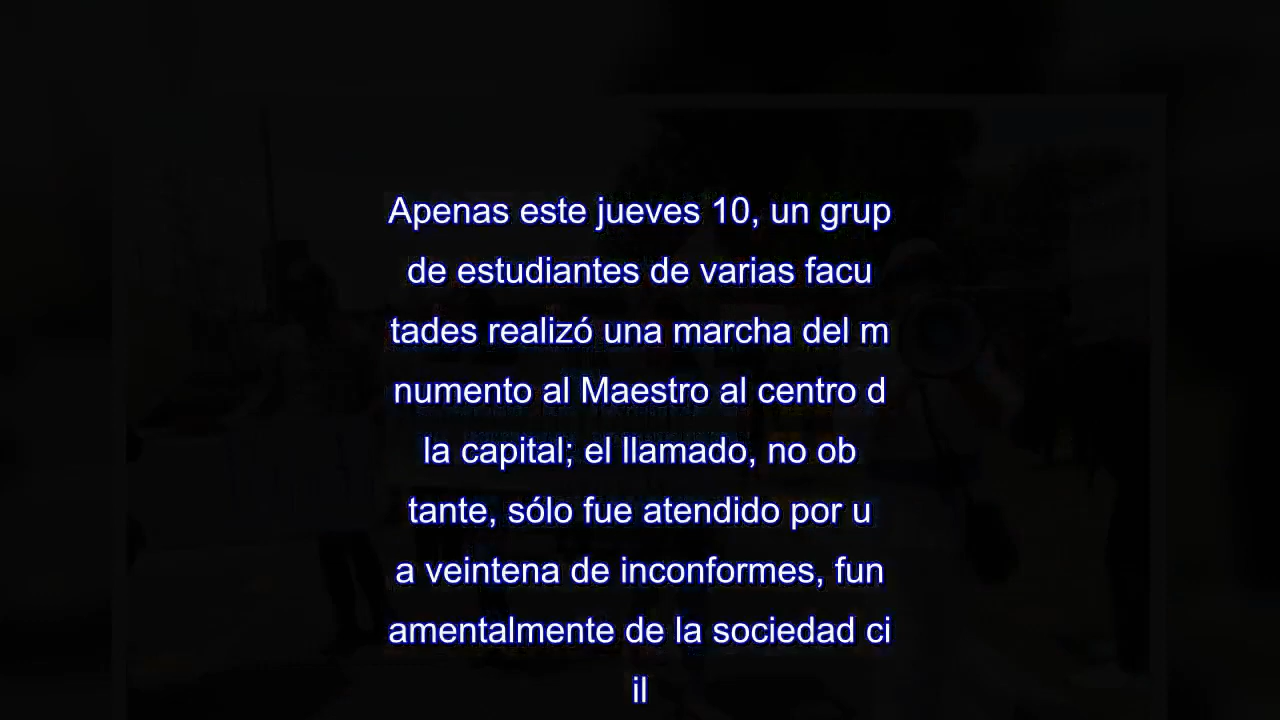 Apenas este jueves 10, un grup
de estudiantes de varias facu
tades realizó una marcha del m
numento al Maestro al centro d
la capital; el llamado, no ob
tante, sólo fue atendido por u
a veintena de inconformes, fun
amentalmente de la sociedad ci
il